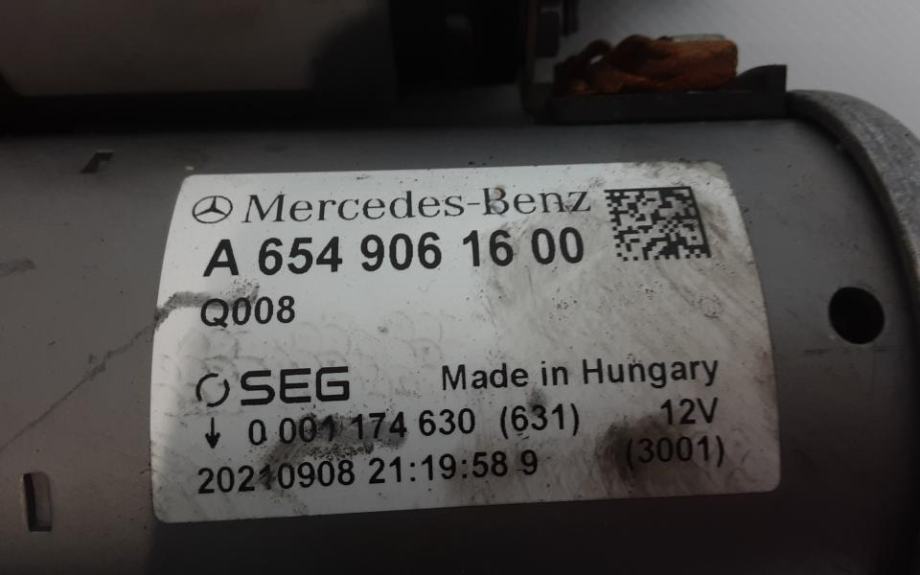 Mercedes-Benz
A 654 906 16 00
Q008
SEG Made in Hungary
0 001 174 630 (631) 12V
20210908 21:19:58 9 (3001)